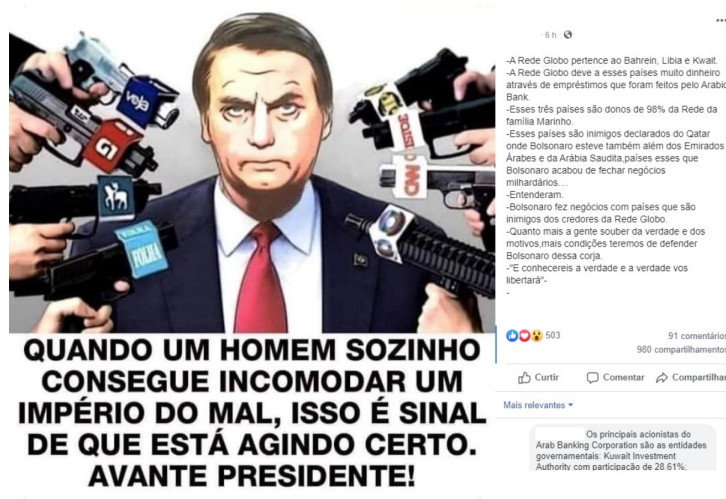 veja
G1
FOLHA
ISTOÉ
CNN
QUANDO UM HOMEM SOZINHO
CONSEGUE INCOMODAR UM
IMPÉRIO DO MAL, ISSO É SINAL
DE QUE ESTÁ AGINDO CERTO.
AVANTE PRESIDENTE!
6 h ·
-A Rede Globo pertence ao Bahrein, Libia e Kwait.
-A Rede Globo deve a esses países muito dinheiro
através de empréstimos que foram feitos pelo Arabic
Bank.
-Esses três países são donos de 98% da Rede da
família Marinho.
-Esses países são inimigos declarados do Qatar
onde Bolsonaro esteve também além dos Emirados
Árabes e da Arábia Saudita,países esses que
Bolsonaro acabou de fechar negócios
milhardários....
-Entenderam.
-Bolsonaro fez negócios com países que são
inimigos dos credores da Rede Globo.
-Quanto mais a gente souber da verdade e dos
motivos,mais condições teremos de defender
Bolsonaro dessa corja.
-"E conhecereis a verdade e a verdade vos
libertará"-
-
503
91 comentários
980 compartilhamentos
Curtir Comentar Compartilhar
Mais relevantes
Os principais acionistas do
Arab Banking Corporation são as entidades
governamentais: Kuwait Investment
Authority com participação de 28.61%;